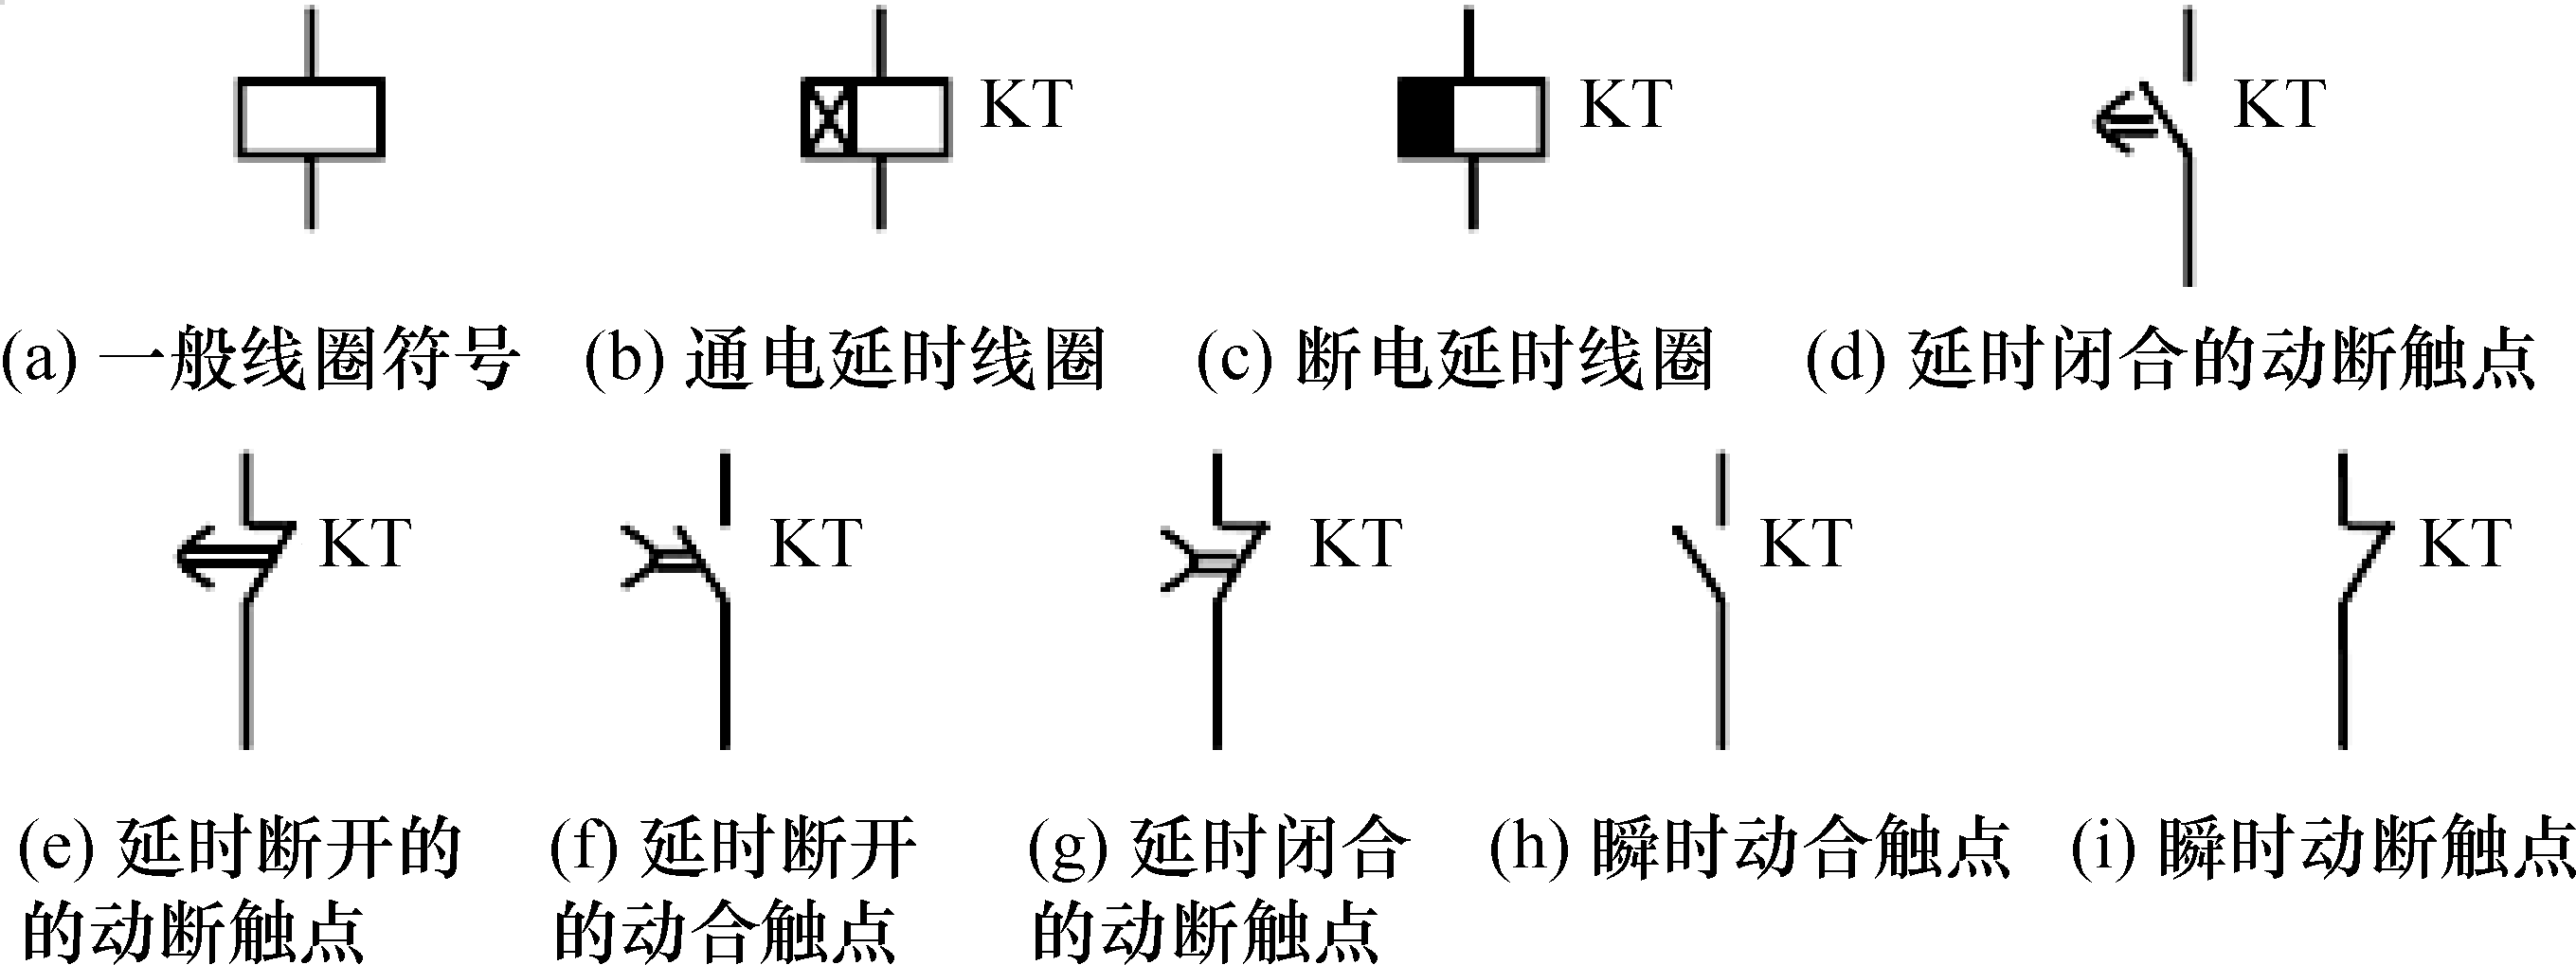 KT KT KT
(a) 一般线圈符号 (b) 通电延时线圈 (c) 断电延时线圈 (d) 延时闭合的动断触点
KT KT KT KT KT
(e) 延时断开的 (f) 延时断开 (g) 延时闭合 (h) 瞬时动合触点 (i) 瞬时动断触点
的动断触点 的动合触点 的动断触点